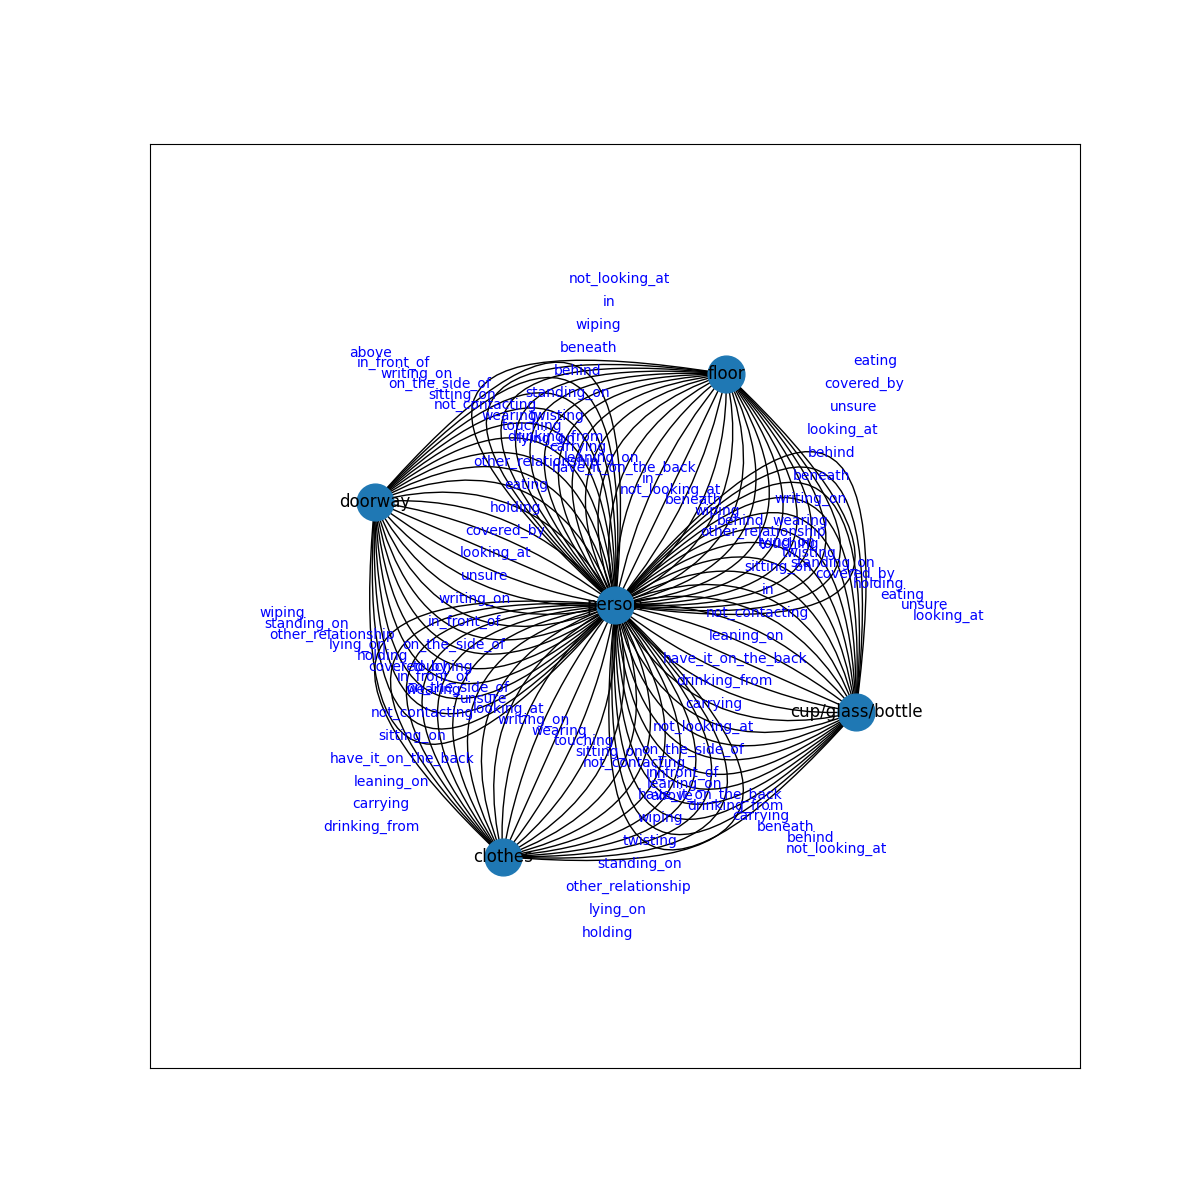 not_looking_at
in
wiping
beneath
above
in_front_of
eating
behind
writing_on
floor
on_the_side_of
covered_by
sitting_on
standing_on
not_contacting
unsure
wearing
twisting
touching
looking_at
drinking_from
lying_on
carrying
behind
leaning_on
other_relationship
have_it_on_the_back
beneath
in
eating
not_looking_at
doorway
beneath
writing_on
holding
wiping
behind
wearing
covered_by
other_relationship
lying_on
touching
looking_at
twisting
standing_on
sitting_on
unsure
covered_by
holding
in
eating
writing_on
unsure
person
wiping
not_contacting
looking_at
standing_on
in_front_of
other_relationship
leaning_on
lying_on
on_the_side_of
holding
have_it_on_the_back
covered_by
touching
in_front_of
drinking_from
wearing
on_the_side_of
unsure
carrying
looking_at
not_contacting
cup/glass/bottle
writing_on
not_looking_at
wearing
sitting_on
touching
on_the_side_of
sitting_on
have_it_on_the_back
not_contacting
in_front_of
leaning_on
leaning_on
above
have_it_on_the_back
carrying
drinking_from
wiping
carrying
drinking_from
beneath
twisting
behind
not_looking_at
clothes
standing_on
other_relationship
lying_on
holding